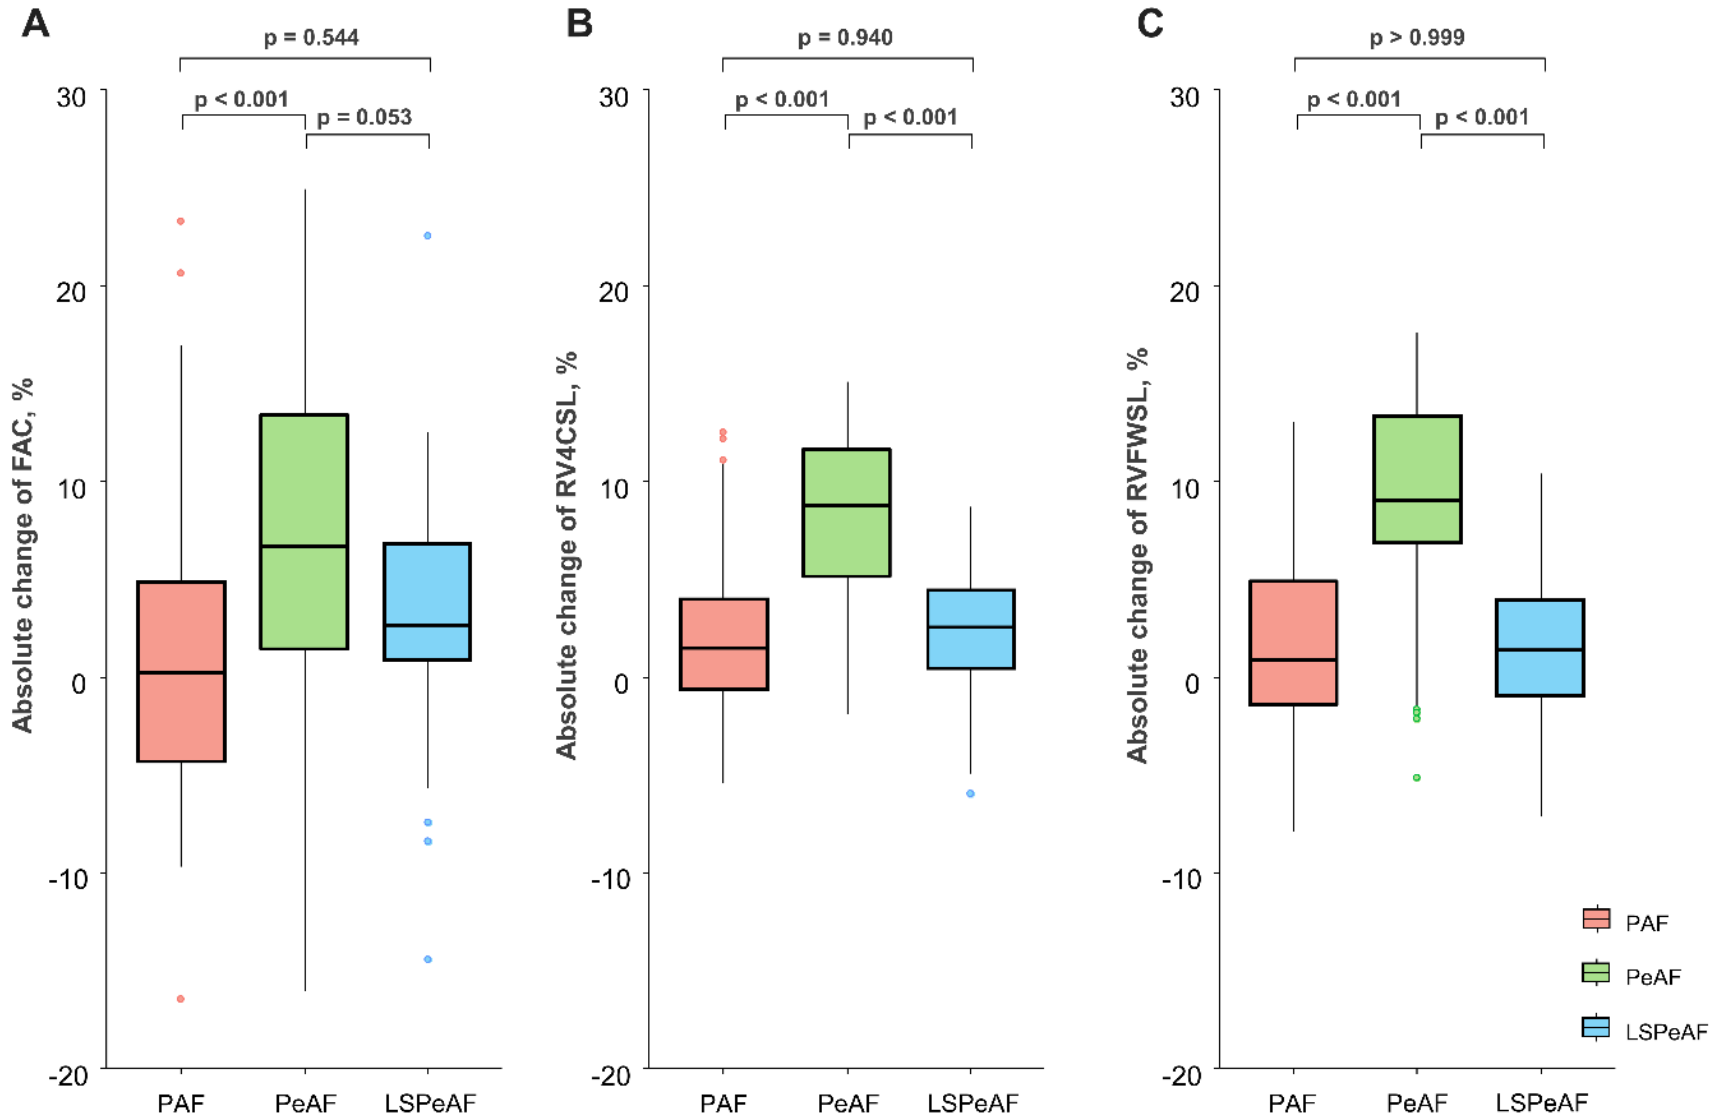 A
p = 0.544
p < 0.001
p = 0.053
30
20
10
0
-10
-20
Absolute change of FAC, %
PAF PeAF LSPeAF
B
p = 0.940
p < 0.001
p < 0.001
30
20
10
0
-10
-20
Absolute change of RV4CSL, %
PAF PeAF LSPeAF
C
p > 0.999
p < 0.001
p < 0.001
30
20
10
0
-10
-20
Absolute change of RVFWSL, %
PAF PeAF LSPeAF
PAF
PeAF
LSPeAF